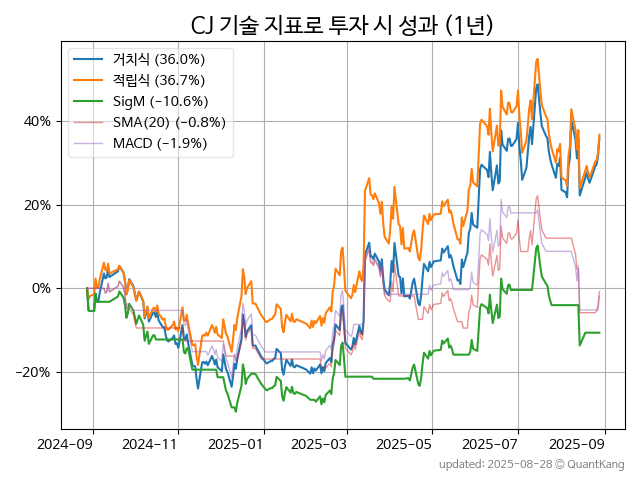 CJ 기술 지표로 투자 시 성과 (1년)
거치식 (36.0%)
적립식 (36.7%)
SigM (−10.6%)
SMA(20) (−0.8%)
MACD (−1.9%)
40%
20%
0%
−20%
2024-09
2024-11
2025-01
2025-03
2025-05
2025-07
2025-09
updated: 2025-08-28 © QuantKang